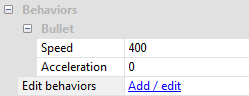 Behaviors
Bullet
Speed 400
Acceleration 0
Edit behaviors Add / edit